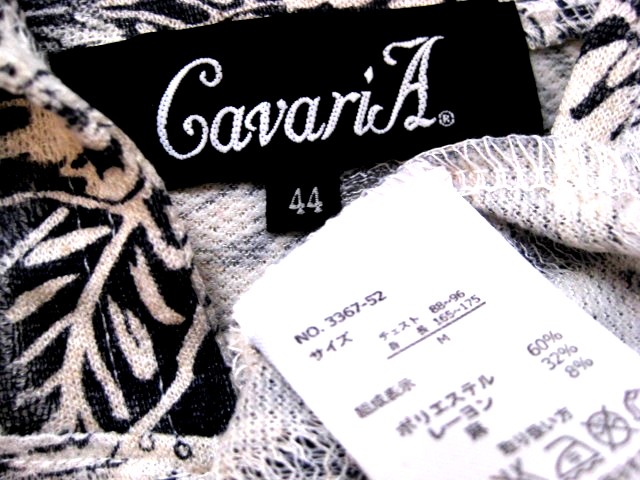 CavariA®
44
NO. 3367-52
サイズ
チェスト 88~96
身 長 165~175
M
組成表示
ポリエステル 60%
レーヨン 32%
麻 8%
取り扱い方